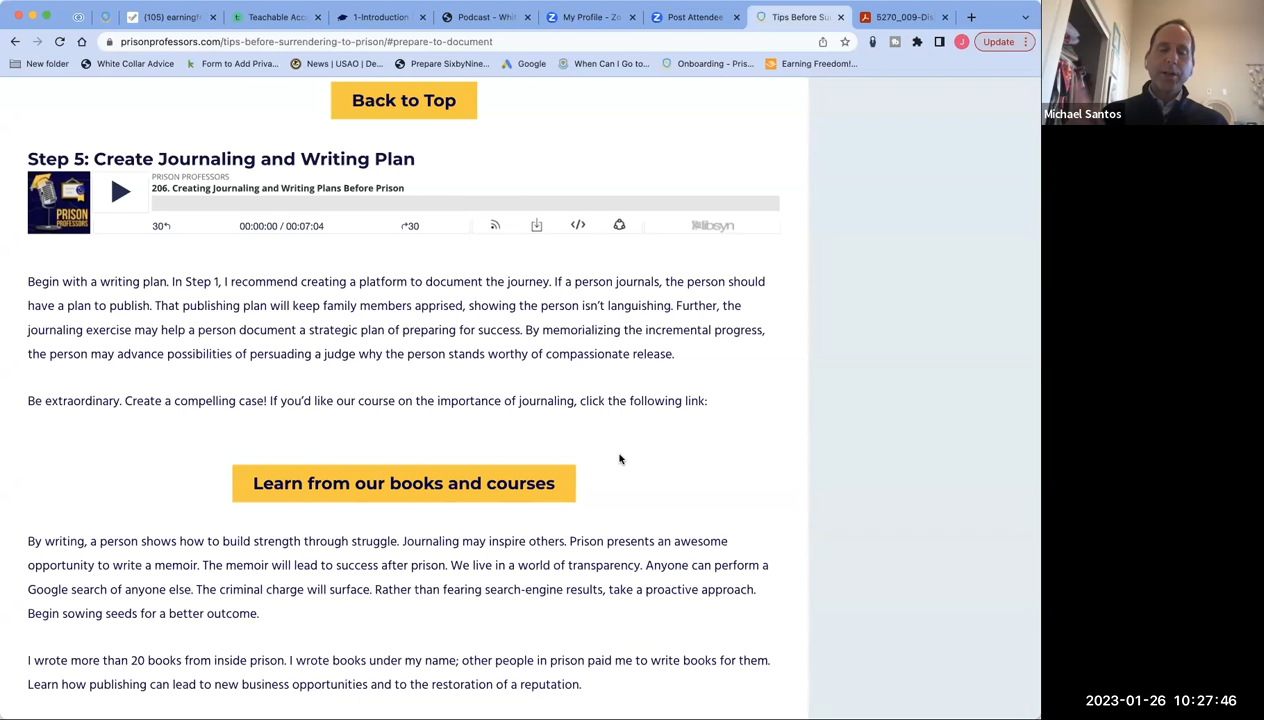 (105) earningfr
Teachable Acc
1-Introduction
Podcast - Whi
My Profile - Zo
Post Attendee
Tips Before Su
5270_009-Dis
prisonprofessors.com/tips-before-surrendering-to-prison/#prepare-to-document
J
Update
New folder
White Collar Advice
Form to Add Priva...
News | USAO | De...
Prepare SixbyNine...
Google
When Can I Go to...
Onboarding - Pris...
Earning Freedom!...
Michael Santos
Back to Top
Step 5: Create Journaling and Writing Plan
PRISON PROFESSORS
206. Creating Journaling and Writing Plans Before Prison
PRISON
PROFESSORS
30
00:00:00 / 00:07:04
30
</>
libsyn
Begin with a writing plan. In Step 1, I recommend creating a platform to document the journey. If a person journals, the person should
have a plan to publish. That publishing plan will keep family members apprised, showing the person isn’t languishing. Further, the
journaling exercise may help a person document a strategic plan of preparing for success. By memorializing the incremental progress,
the person may advance possibilities of persuading a judge why the person stands worthy of compassionate release.
Be extraordinary. Create a compelling case! If you’d like our course on the importance of journaling, click the following link:
Learn from our books and courses
By writing, a person shows how to build strength through struggle. Journaling may inspire others. Prison presents an awesome
opportunity to write a memoir. The memoir will lead to success after prison. We live in a world of transparency. Anyone can perform a
Google search of anyone else. The criminal charge will surface. Rather than fearing search-engine results, take a proactive approach.
Begin sowing seeds for a better outcome.
I wrote more than 20 books from inside prison. I wrote books under my name; other people in prison paid me to write books for them.
Learn how publishing can lead to new business opportunities and to the restoration of a reputation.
2023-01-26 10:27:46